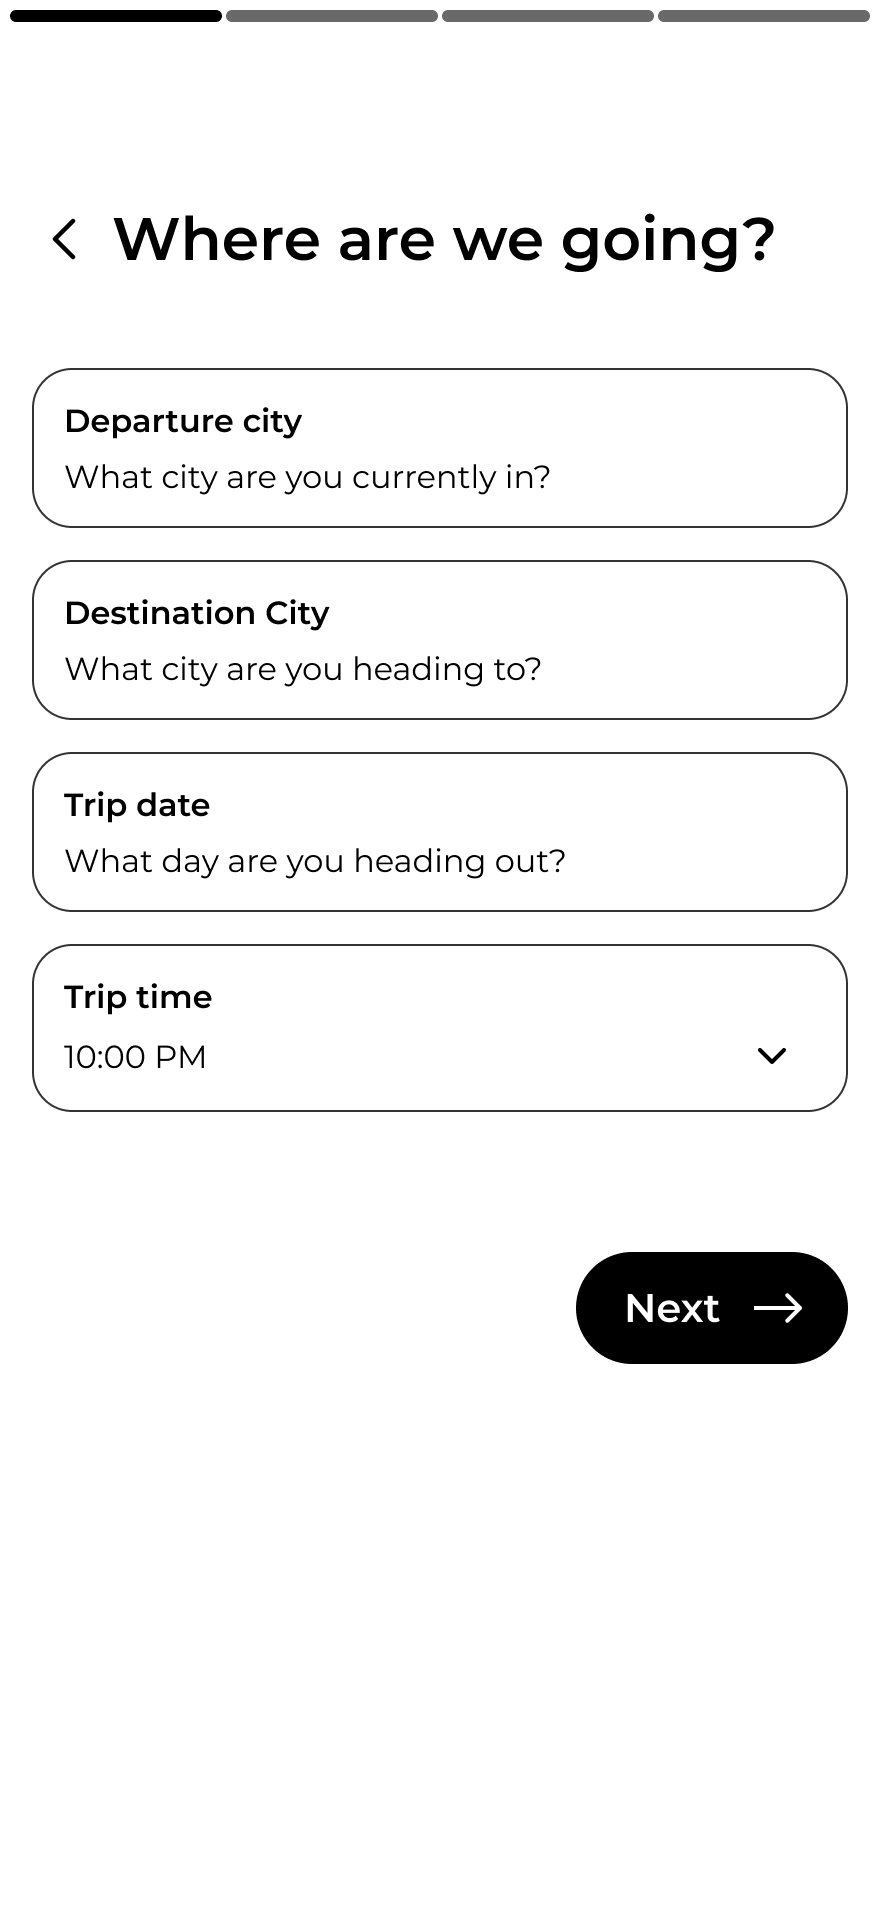 Where are we going?
Departure city
What city are you currently in?
Destination City
What city are you heading to?
Trip date
What day are you heading out?
Trip time
10:00 PM
Next